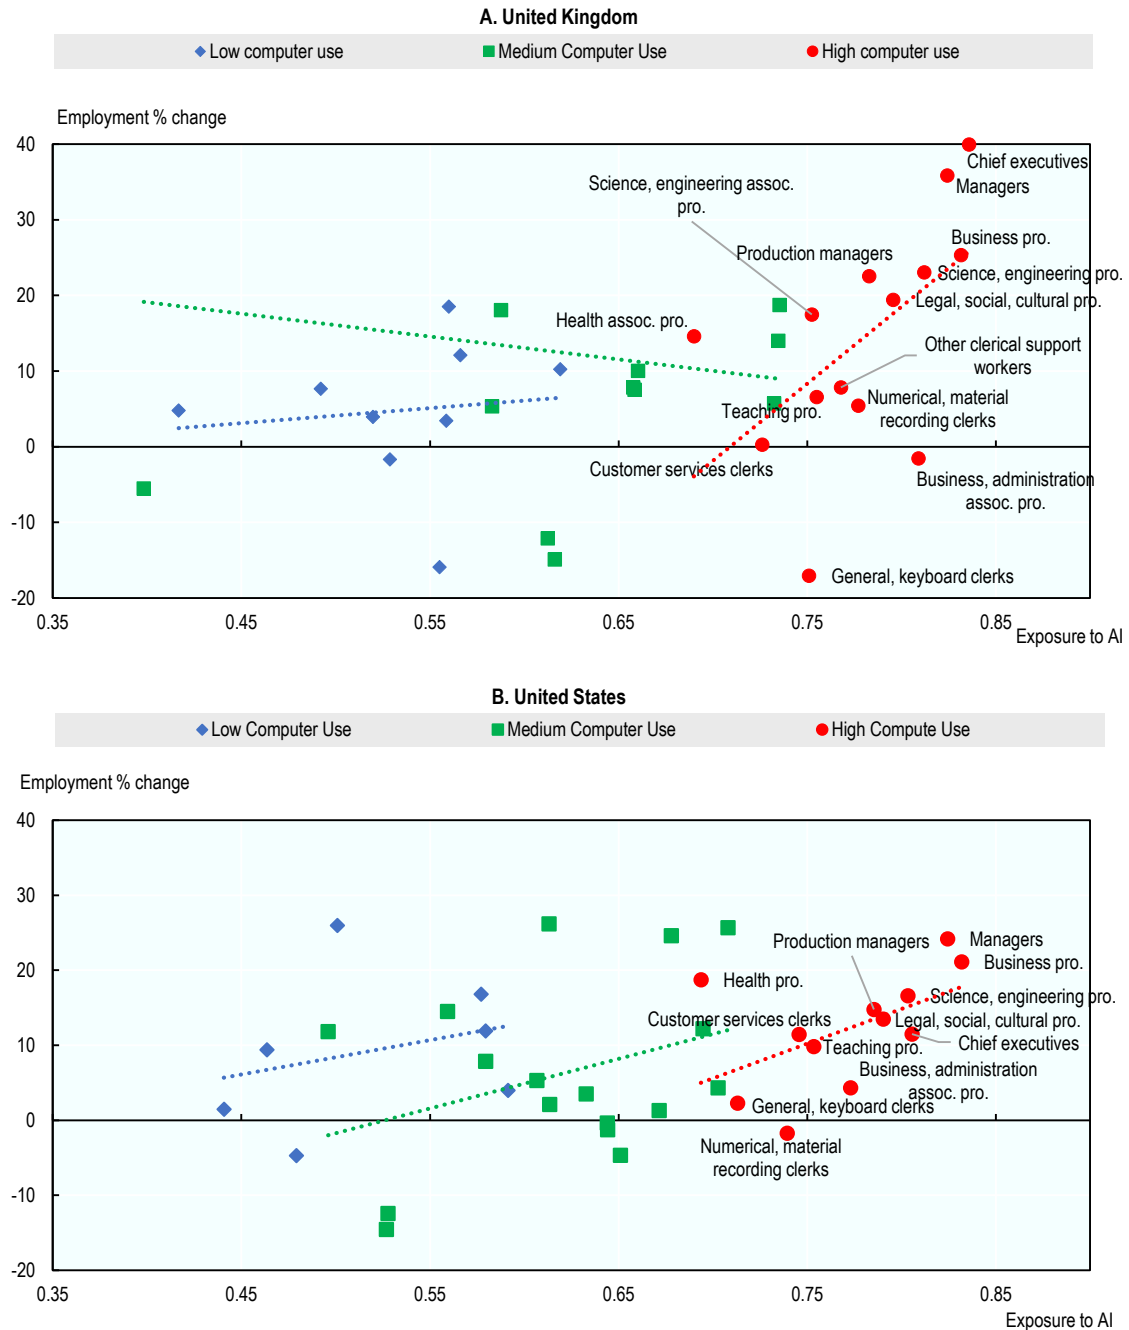 A. United Kingdom
Low computer use
Medium Computer Use
High computer use
Employment % change
40
30
20
10
0
-10
-20
0.35
0.45
0.55
0.65
0.75
0.85
Exposure to AI
Chief executives
Managers
Science, engineering assoc.
pro.
Business pro.
Production managers
Science, engineering pro.
Legal, social, cultural pro.
Health assoc. pro.
Other clerical support
workers
Teaching pro.
Numerical, material
recording clerks
Customer services clerks
Business, administration
assoc. pro.
General, keyboard clerks
B. United States
Low Computer Use
Medium Computer Use
High Compute Use
Employment % change
40
30
20
10
0
-10
-20
0.35
0.45
0.55
0.65
0.75
0.85
Exposure to AI
Production managers
Managers
Business pro.
Health pro.
Science, engineering pro.
Customer services clerks
Legal, social, cultural pro.
Chief executives
Teaching pro.
Business, administration
assoc. pro.
General, keyboard clerks
Numerical, material
recording clerks